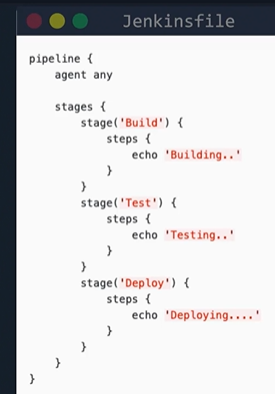 Jenkinsfile
pipeline {
    agent any

    stages {
        stage('Build') {
            steps {
                echo 'Building..'
            }
        }
        stage('Test') {
            steps {
                echo 'Testing..'
            }
        }
        stage('Deploy') {
            steps {
                echo 'Deploying....'
            }
        }
    }
}